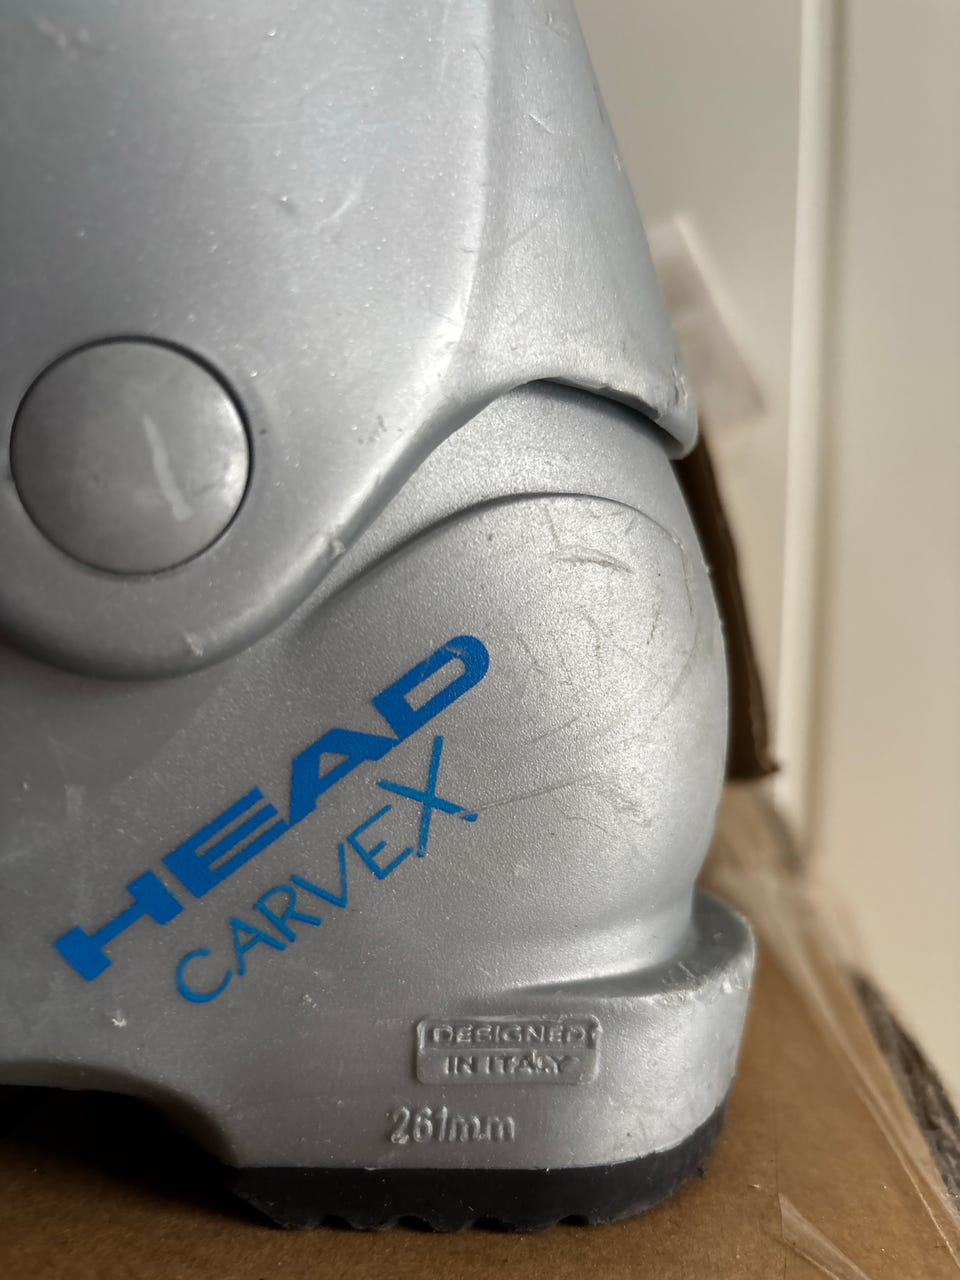 HEAD
CARVEX
DESIGNED
IN ITALY
261mm